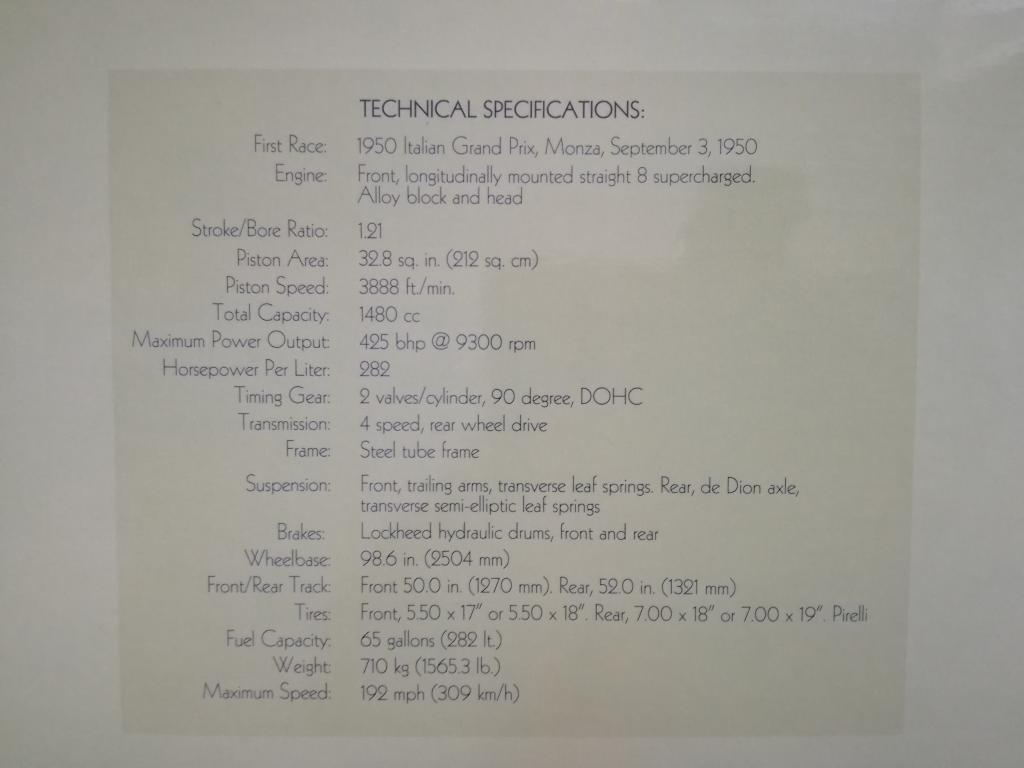 TECHNICAL SPECIFICATIONS:
First Race: 1950 Italian Grand Prix, Monza, September 3, 1950
Engine: Front, longitudinally mounted straight 8 supercharged.
Alloy block and head
Stroke/Bore Ratio: 1.21
Piston Area: 32.8 sq. in. (212 sq. cm)
Piston Speed: 3888 ft./min.
Total Capacity: 1480 cc
Maximum Power Output: 425 bhp @ 9300 rpm
Horsepower Per Liter: 282
Timing Gear: 2 valves/cylinder, 90 degree, DOHC
Transmission: 4 speed, rear wheel drive
Frame: Steel tube frame
Suspension: Front, trailing arms, transverse leaf springs. Rear, de Dion axle,
transverse semi-elliptic leaf springs
Brakes: Lockheed hydraulic drums, front and rear
Wheelbase: 98.6 in. (2504 mm)
Front/Rear Track: Front 50.0 in. (1270 mm). Rear, 52.0 in. (1321 mm)
Tires: Front, 5.50 x 17" or 5.50 x 18". Rear, 7.00 x 18" or 7.00 x 19". Pirelli
Fuel Capacity: 65 gallons (282 lt.)
Weight: 710 kg (1565.3 lb.)
Maximum Speed: 192 mph (309 km/h)